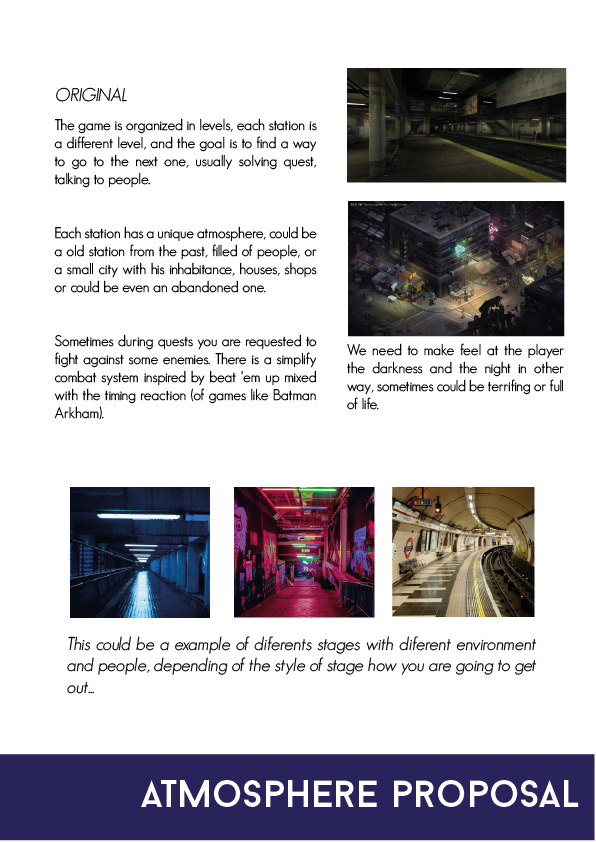 ORIGINAL
The game is organized in levels, each station is
a different level, and the goal is to find a way
to go to the next one, usually solving quest,
talking to people.
Each station has a unique atmosphere, could be
a old station from the past, filled of people, or
a small city with his inhabitance, houses, shops
or could be even an abandoned one.
Sometimes during quests you are requested to
fight against some enemies. There is a simplify
combat system inspired by beat 'em up mixed
with the timing reaction (of games like Batman
Arkham).
We need to make feel at the player
the darkness and the night in other
way, sometimes could be terrifing or full
of life.
This could be a example of diferents stages with diferent environment
and people, depending of the style of stage how you are going to get
out...
ATMOSPHERE PROPOSAL